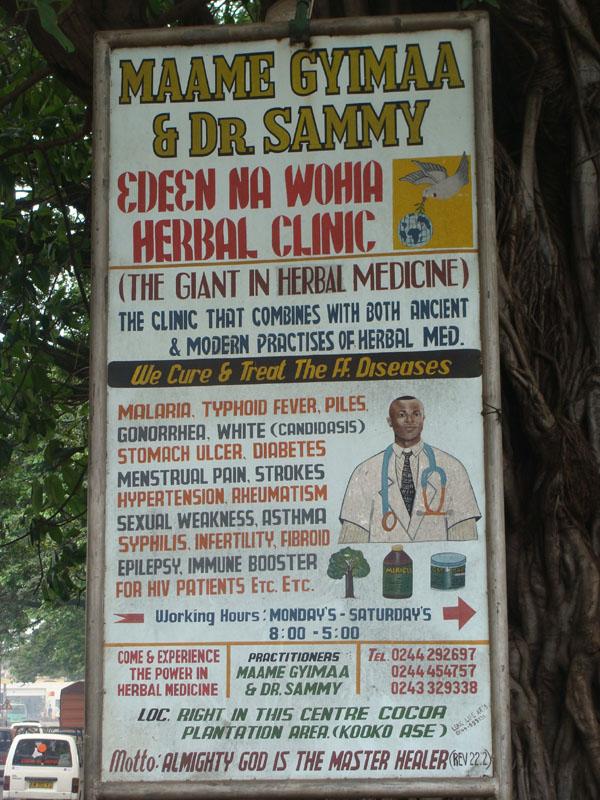 MAAME GYIMAA
& DR. SAMMY
EDEEN NA WOHIA
HERBAL CLINIC
(THE GIANT IN HERBAL MEDICINE)
THE CLINIC THAT COMBINES WITH BOTH ANCIENT
& MODERN PRACTISES OF HERBAL MED.
We Cure & Treat The FF. Diseases
MALARIA, TYPHOID FEVER, PILES,
GONORRHEA, WHITE (CANDIDASIS)
STOMACH ULCER, DIABETES
MENSTRUAL PAIN, STROKES
HYPERTENSION, RHEUMATISM
SEXUAL WEAKNESS, ASTHMA
SYPHILIS, INFERTILITY, FIBROID
EPILEPSY, IMMUNE BOOSTER
FOR HIV PATIENTS ETC. ETC.
MIRACLE
Working Hours: MONDAY'S - SATURDAY'S
8:00 - 5:00
COME & EXPERIENCE
THE POWER IN
HERBAL MEDICINE
PRACTITIONERS
MAAME GYIMAA
& DR. SAMMY
TEL. 0244 292697
0244 454757
0243 329338
LOC. RIGHT IN THIS CENTRE COCOA
PLANTATION AREA. (KOOKO ASE)
Motto: ALMIGHTY GOD IS THE MASTER HEALER (REV 22.2)